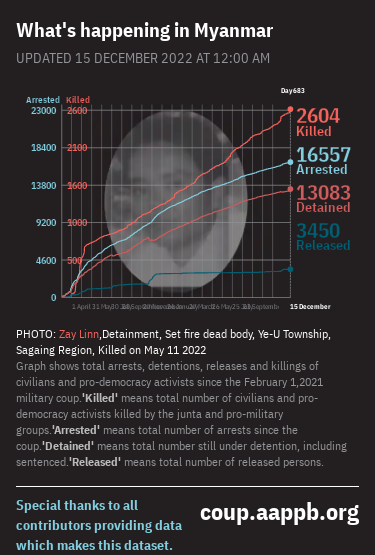 What's happening in Myanmar
UPDATED 15 DECEMBER 2022 AT 12:00 AM
Day683
Arrested Killed
23000 2600
18400 2100
13800 1600
9200 1000
4600 500
0
2604
Killed
16557
Arrested
13083
Detained
3450
Released
1 April 31 May 15 December
PHOTO: Zay Linn,Detainment, Set fire dead body, Ye-U Township,
Sagaing Region, Killed on May 11 2022
Graph shows total arrests, detentions, releases and killings of
civilians and pro-democracy activists since the February 1,2021
military coup.'Killed' means total number of civilians and pro-
democracy activists killed by the junta and pro-military
groups.'Arrested' means total number of arrests since the
coup.'Detained' means total number still under detention, including
sentenced.'Released' means total number of released persons.
Special thanks to all
contributors providing data
which makes this dataset.
coup.aappb.org